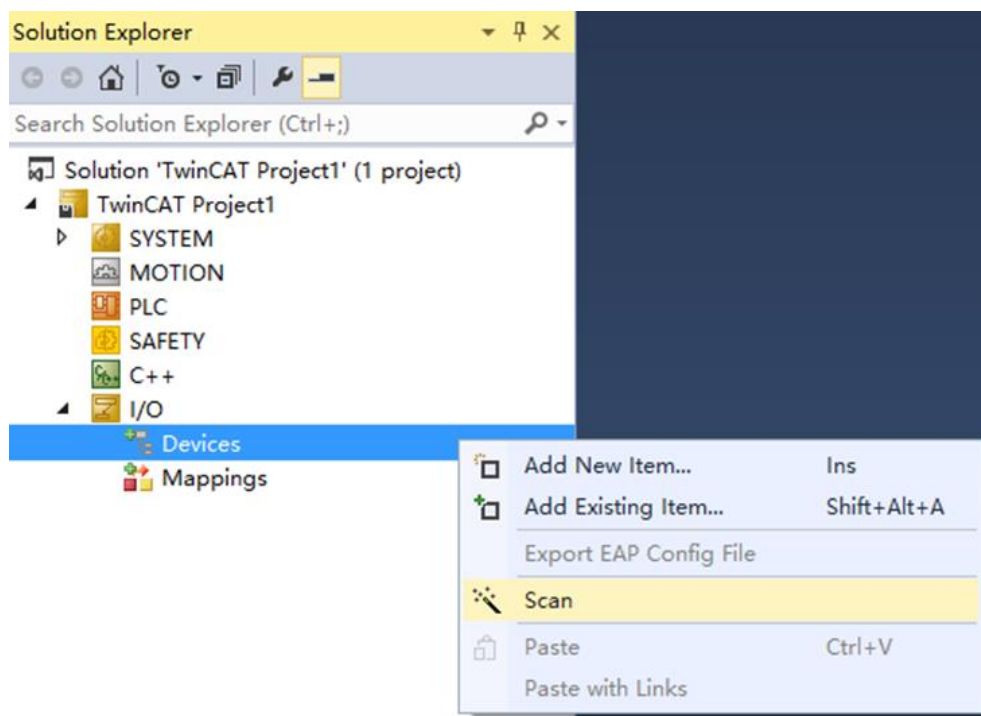 Solution Explorer
Search Solution Explorer (Ctrl+;)
Solution 'TwinCAT Project1' (1 project)
TwinCAT Project1
SYSTEM
MOTION
PLC
SAFETY
C++
I/O
Devices
Mappings
Add New Item... Ins
Add Existing Item... Shift+Alt+A
Export EAP Config File
Scan
Paste Ctrl+V
Paste with Links